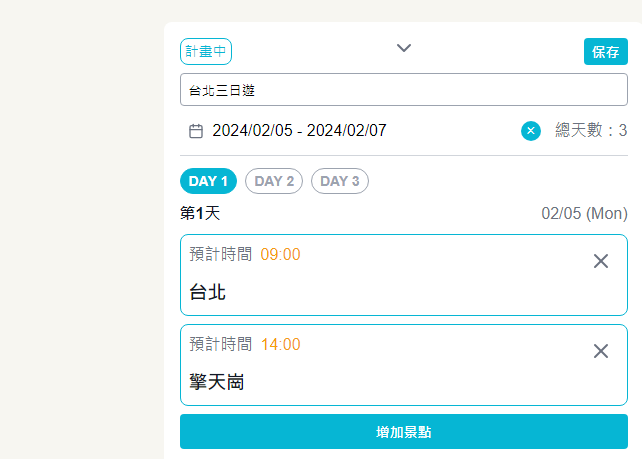 計畫中
保存
台北三日遊
2024/02/05 - 2024/02/07
總天數：3
DAY 1 DAY 2 DAY 3
第1天
02/05 (Mon)
預計時間 09:00
台北
預計時間 14:00
擎天崗
增加景點